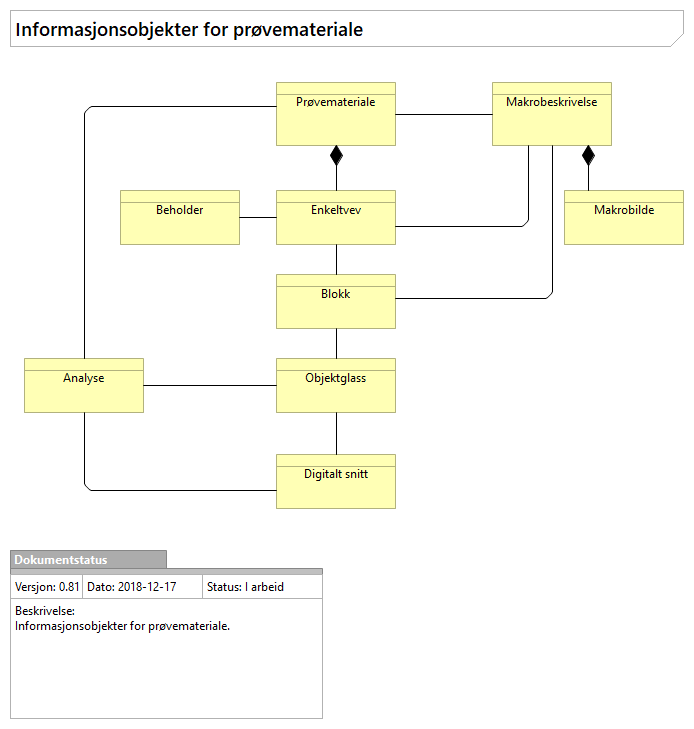 Informasjonsobjekter for prøvemateriale
Prøvemateriale
Makrobeskrivelse
Beholder
Enkeltvev
Makrobilde
Blokk
Analyse
Objektglass
Digitalt snitt
Dokumentstatus
Versjon: 0.81
Dato: 2018-12-17
Status: I arbeid
Beskrivelse:
Informasjonsobjekter for prøvemateriale.